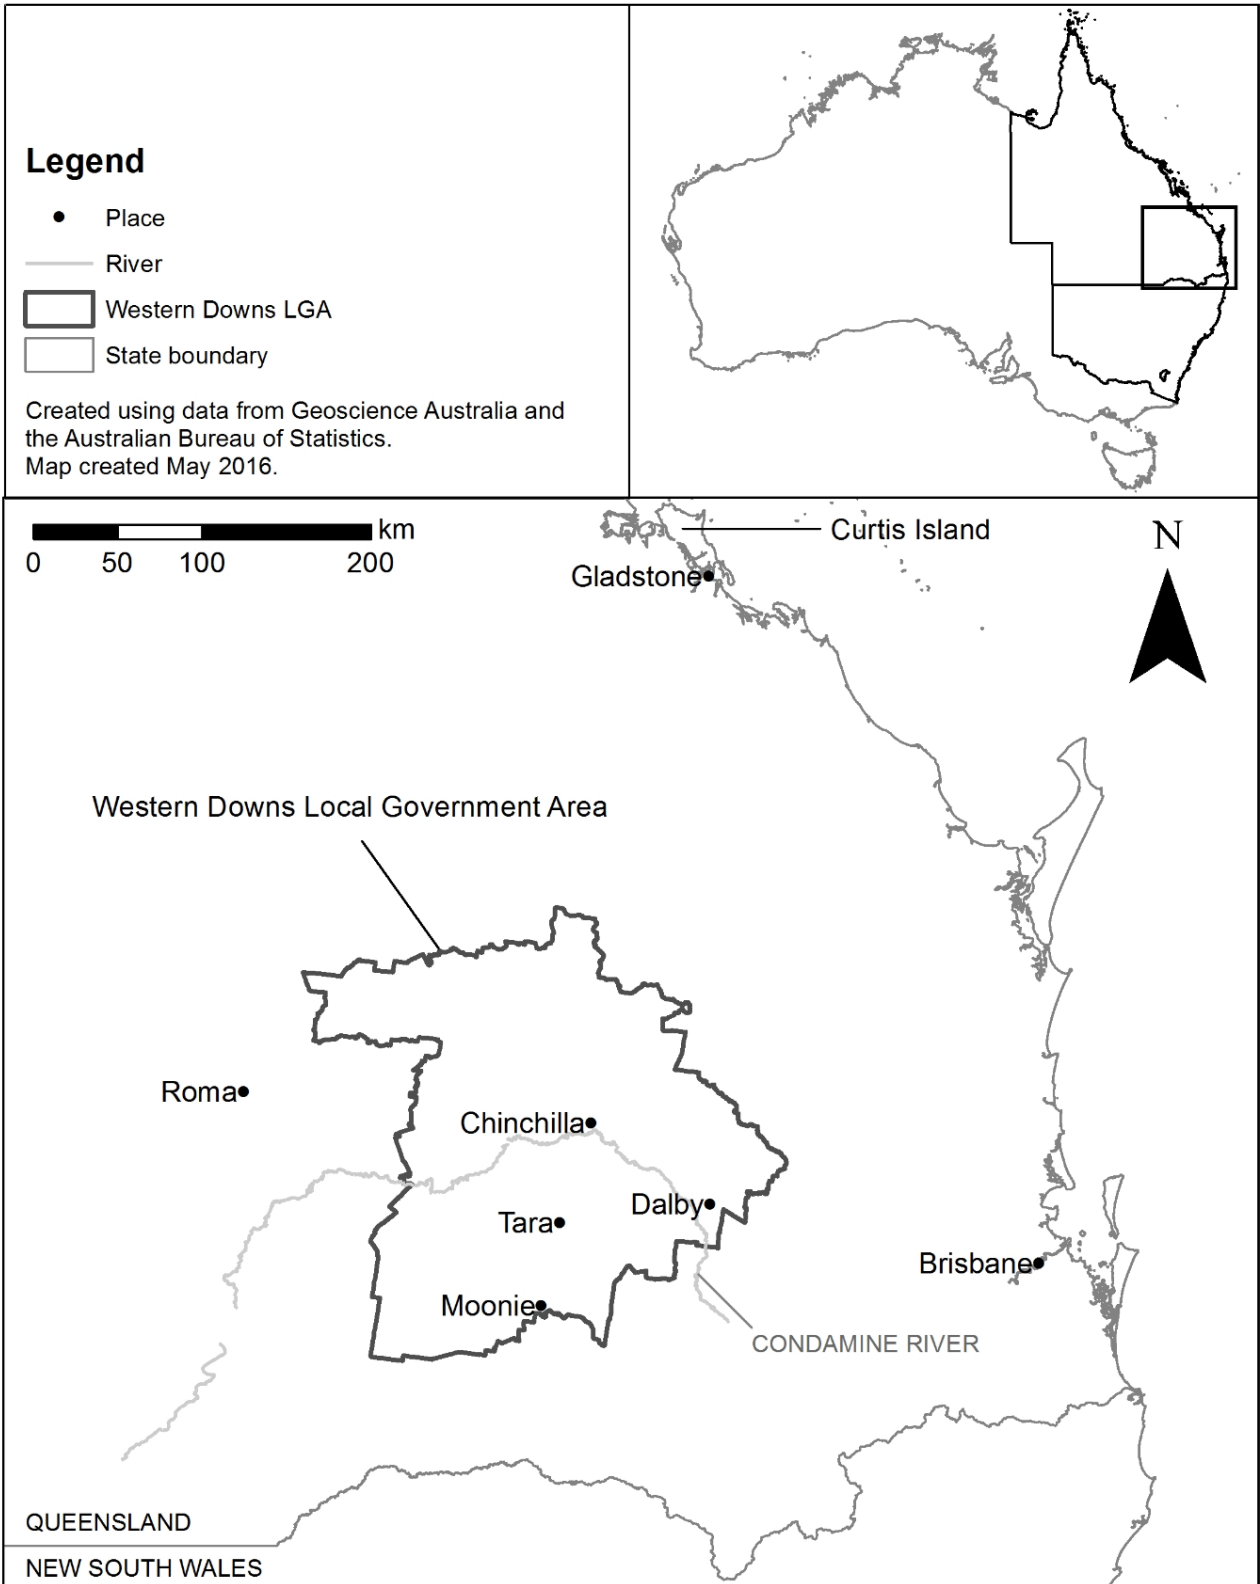 Legend
Place
River
Western Downs LGA
State boundary
Created using data from Geoscience Australia and
the Australian Bureau of Statistics.
Map created May 2016.
km
0 50 100 200
Curtis Island
N
Gladstone
Western Downs Local Government Area
Roma
Chinchilla
Dalby
Tara
Brisbane
Moonie
CONDAMINE RIVER
QUEENSLAND
NEW SOUTH WALES